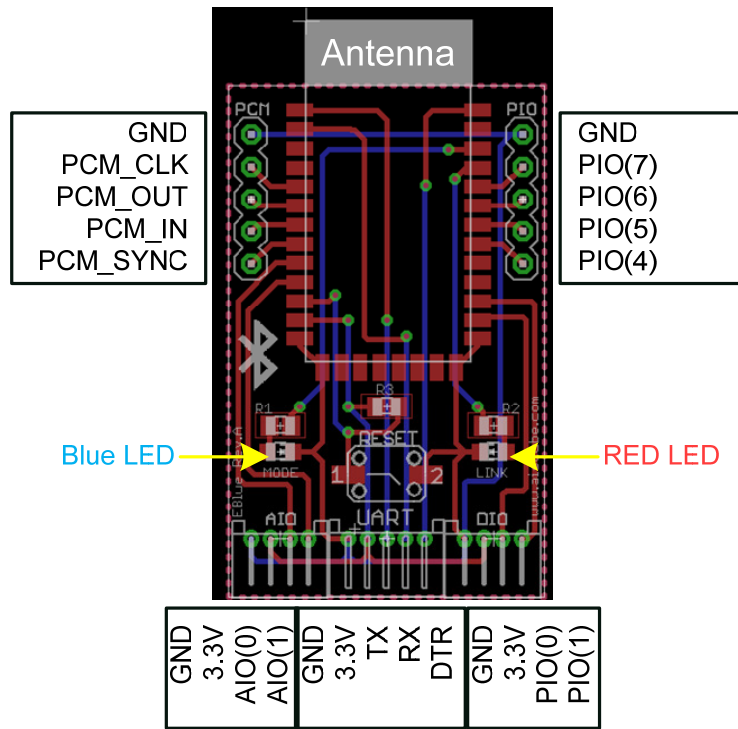 Antenna
PCM
PIO
GND
PCM_CLK
PCM_OUT
PCM_IN
PCM_SYNC
GND
PIO(7)
PIO(6)
PIO(5)
PIO(4)
R3
R1
R2
RESET
Blue LED
RED LED
MODE
LINK
1
2
EBlue Rev.A
AIO
UART
GND
3.3V
AIO(0)
AIO(1)
GND
3.3V
TX
RX
DTR
GND
3.3V
PIO(0)
PIO(1)